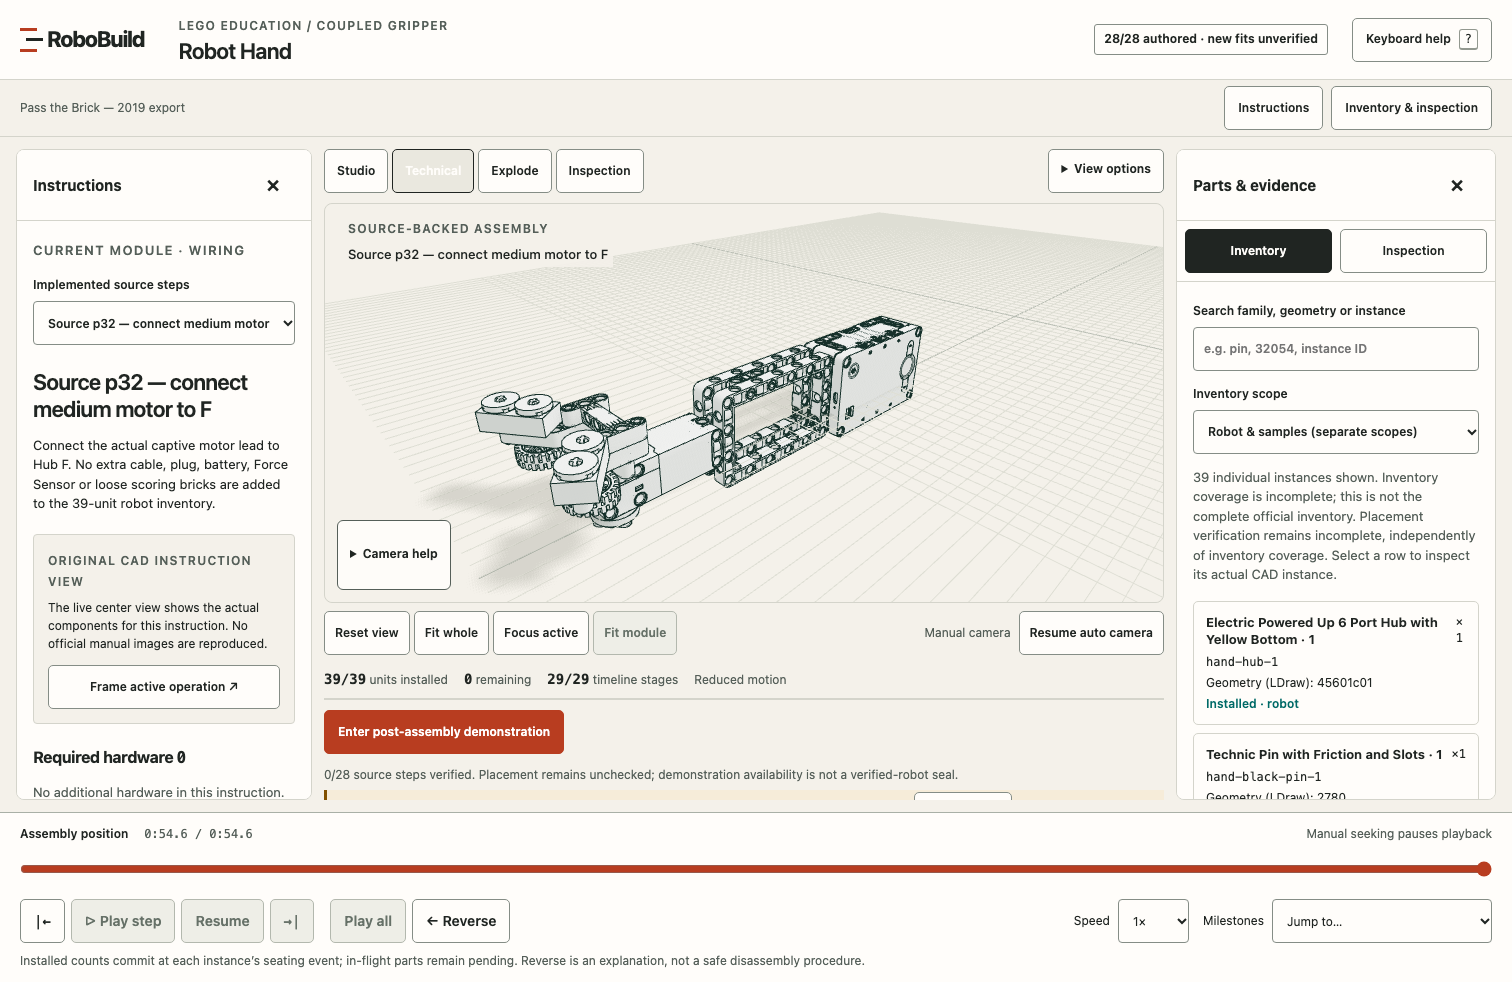 RoboBuild
LEGO EDUCATION / COUPLED GRIPPER
Robot Hand
28/28 authored · new fits unverified
Keyboard help ?
Pass the Brick — 2019 export
Instructions
Inventory & inspection
Instructions
CURRENT MODULE · WIRING
Implemented source steps
Source p32 — connect medium motor
Source p32 — connect
medium motor to F
Connect the actual captive motor lead to
Hub F. No extra cable, plug, battery, Force
Sensor or loose scoring bricks are added
to the 39-unit robot inventory.
ORIGINAL CAD INSTRUCTION
VIEW
The live center view shows the actual
components for this instruction. No
official manual images are reproduced.
Frame active operation ↗
Required hardware 0
No additional hardware in this instruction.
Studio
Technical
Explode
Inspection
View options
SOURCE-BACKED ASSEMBLY
Source p32 — connect medium motor to F
Camera help
Reset view
Fit whole
Focus active
Fit module
Manual camera
Resume auto camera
39/39 units installed 0 remaining 29/29 timeline stages Reduced motion
Enter post-assembly demonstration
0/28 source steps verified. Placement remains unchecked; demonstration availability is not a verified-robot seal.
Parts & evidence
Inventory
Inspection
Search family, geometry or instance
e.g. pin, 32054, instance ID
Inventory scope
Robot & samples (separate scopes)
39 individual instances shown. Inventory
coverage is incomplete; this is not the
complete official inventory. Placement
verification remains incomplete, independently
of inventory coverage. Select a row to inspect
its actual CAD instance.
Electric Powered Up 6 Port Hub with
Yellow Bottom · 1
×
1
hand-hub-1
Geometry (LDraw): 45601c01
Installed · robot
Technic Pin with Friction and Slots · 1 ×1
hand-black-pin-1
Geometry (LDraw): 2780
Assembly position 0:54.6 / 0:54.6
Manual seeking pauses playback
|←
▷ Play step
Resume
→|
Play all
← Reverse
Speed
1×
Milestones
Jump to...
Installed counts commit at each instance's seating event; in-flight parts remain pending. Reverse is an explanation, not a safe disassembly procedure.